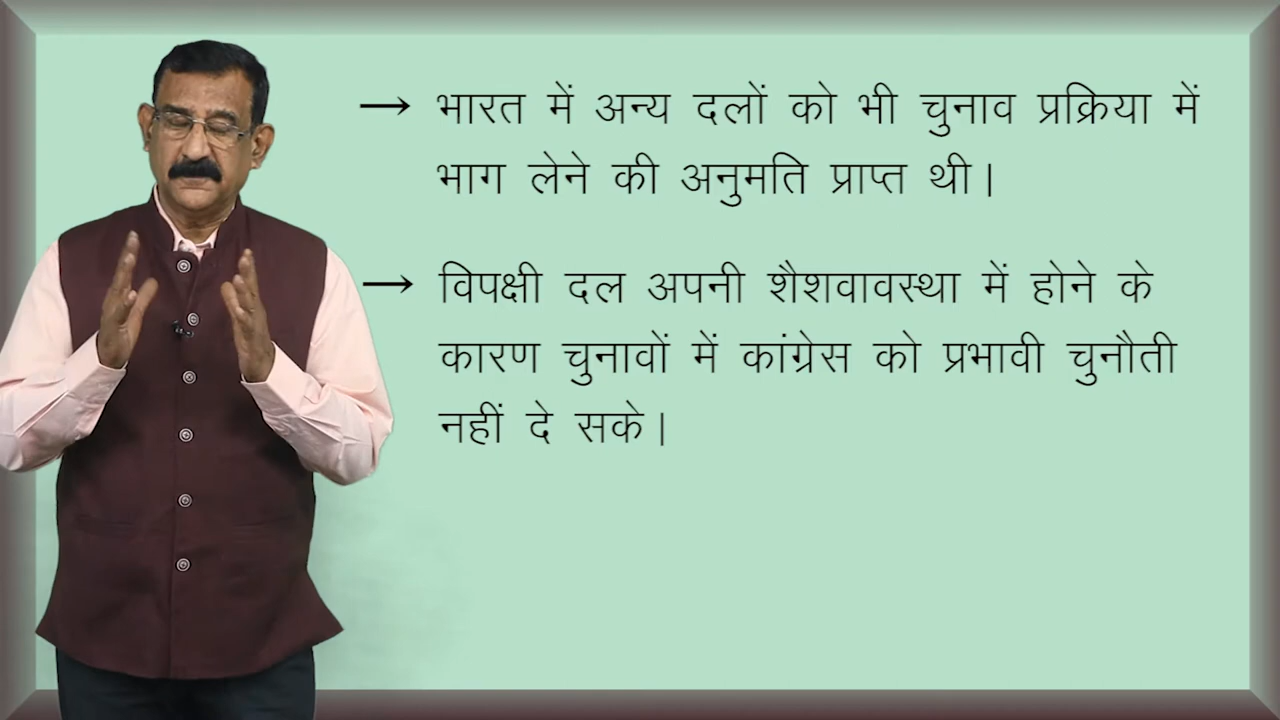 → भारत में अन्य दलों को भी चुनाव प्रक्रिया में
भाग लेने की अनुमति प्राप्त थी।
→ विपक्षी दल अपनी शैशवावस्था में होने के
कारण चुनावों में कांग्रेस को प्रभावी चुनौती
नहीं दे सके।